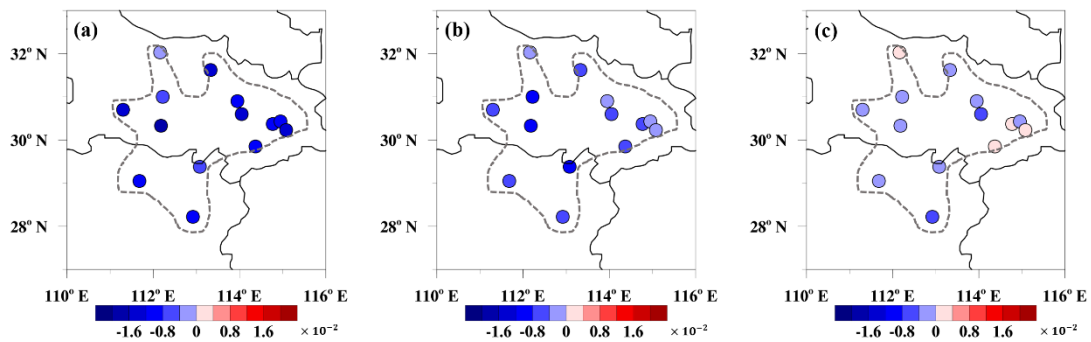 (a) (b) (c)
32° N 32° N 32° N
30° N 30° N 30° N
28° N 28° N 28° N
110° E 112° E 114° E 116° E 110° E 112° E 114° E 116° E 110° E 112° E 114° E 116° E
-1.6 -0.8 0 0.8 1.6 × 10⁻² -1.6 -0.8 0 0.8 1.6 × 10⁻² -1.6 -0.8 0 0.8 1.6 × 10⁻²